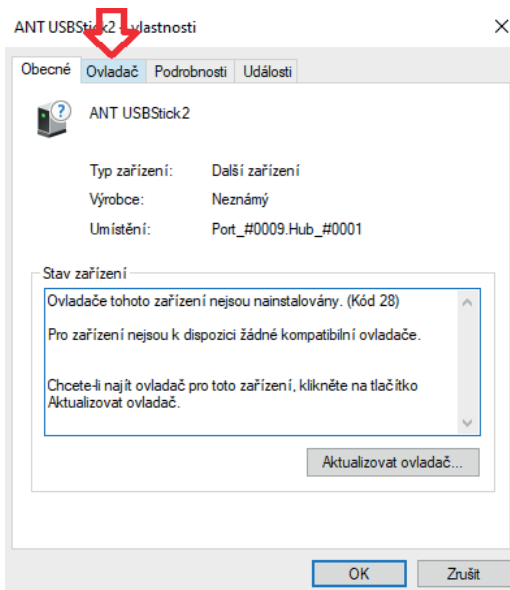 ANT USBStick2 - vlastnosti
Obecné Ovladač Podrobnosti Události
ANT USBStick2
Typ zařízení: Další zařízení
Výrobce: Neznámý
Umístění: Port_#0009.Hub_#0001
Stav zařízení
Ovladače tohoto zařízení nejsou nainstalovány. (Kód 28)
Pro zařízení nejsou k dispozici žádné kompatibilní ovladače.
Chcete-li najít ovladač pro toto zařízení, klikněte na tlačítko
Aktualizovat ovladač.
Aktualizovat ovladač...
OK Zrušit